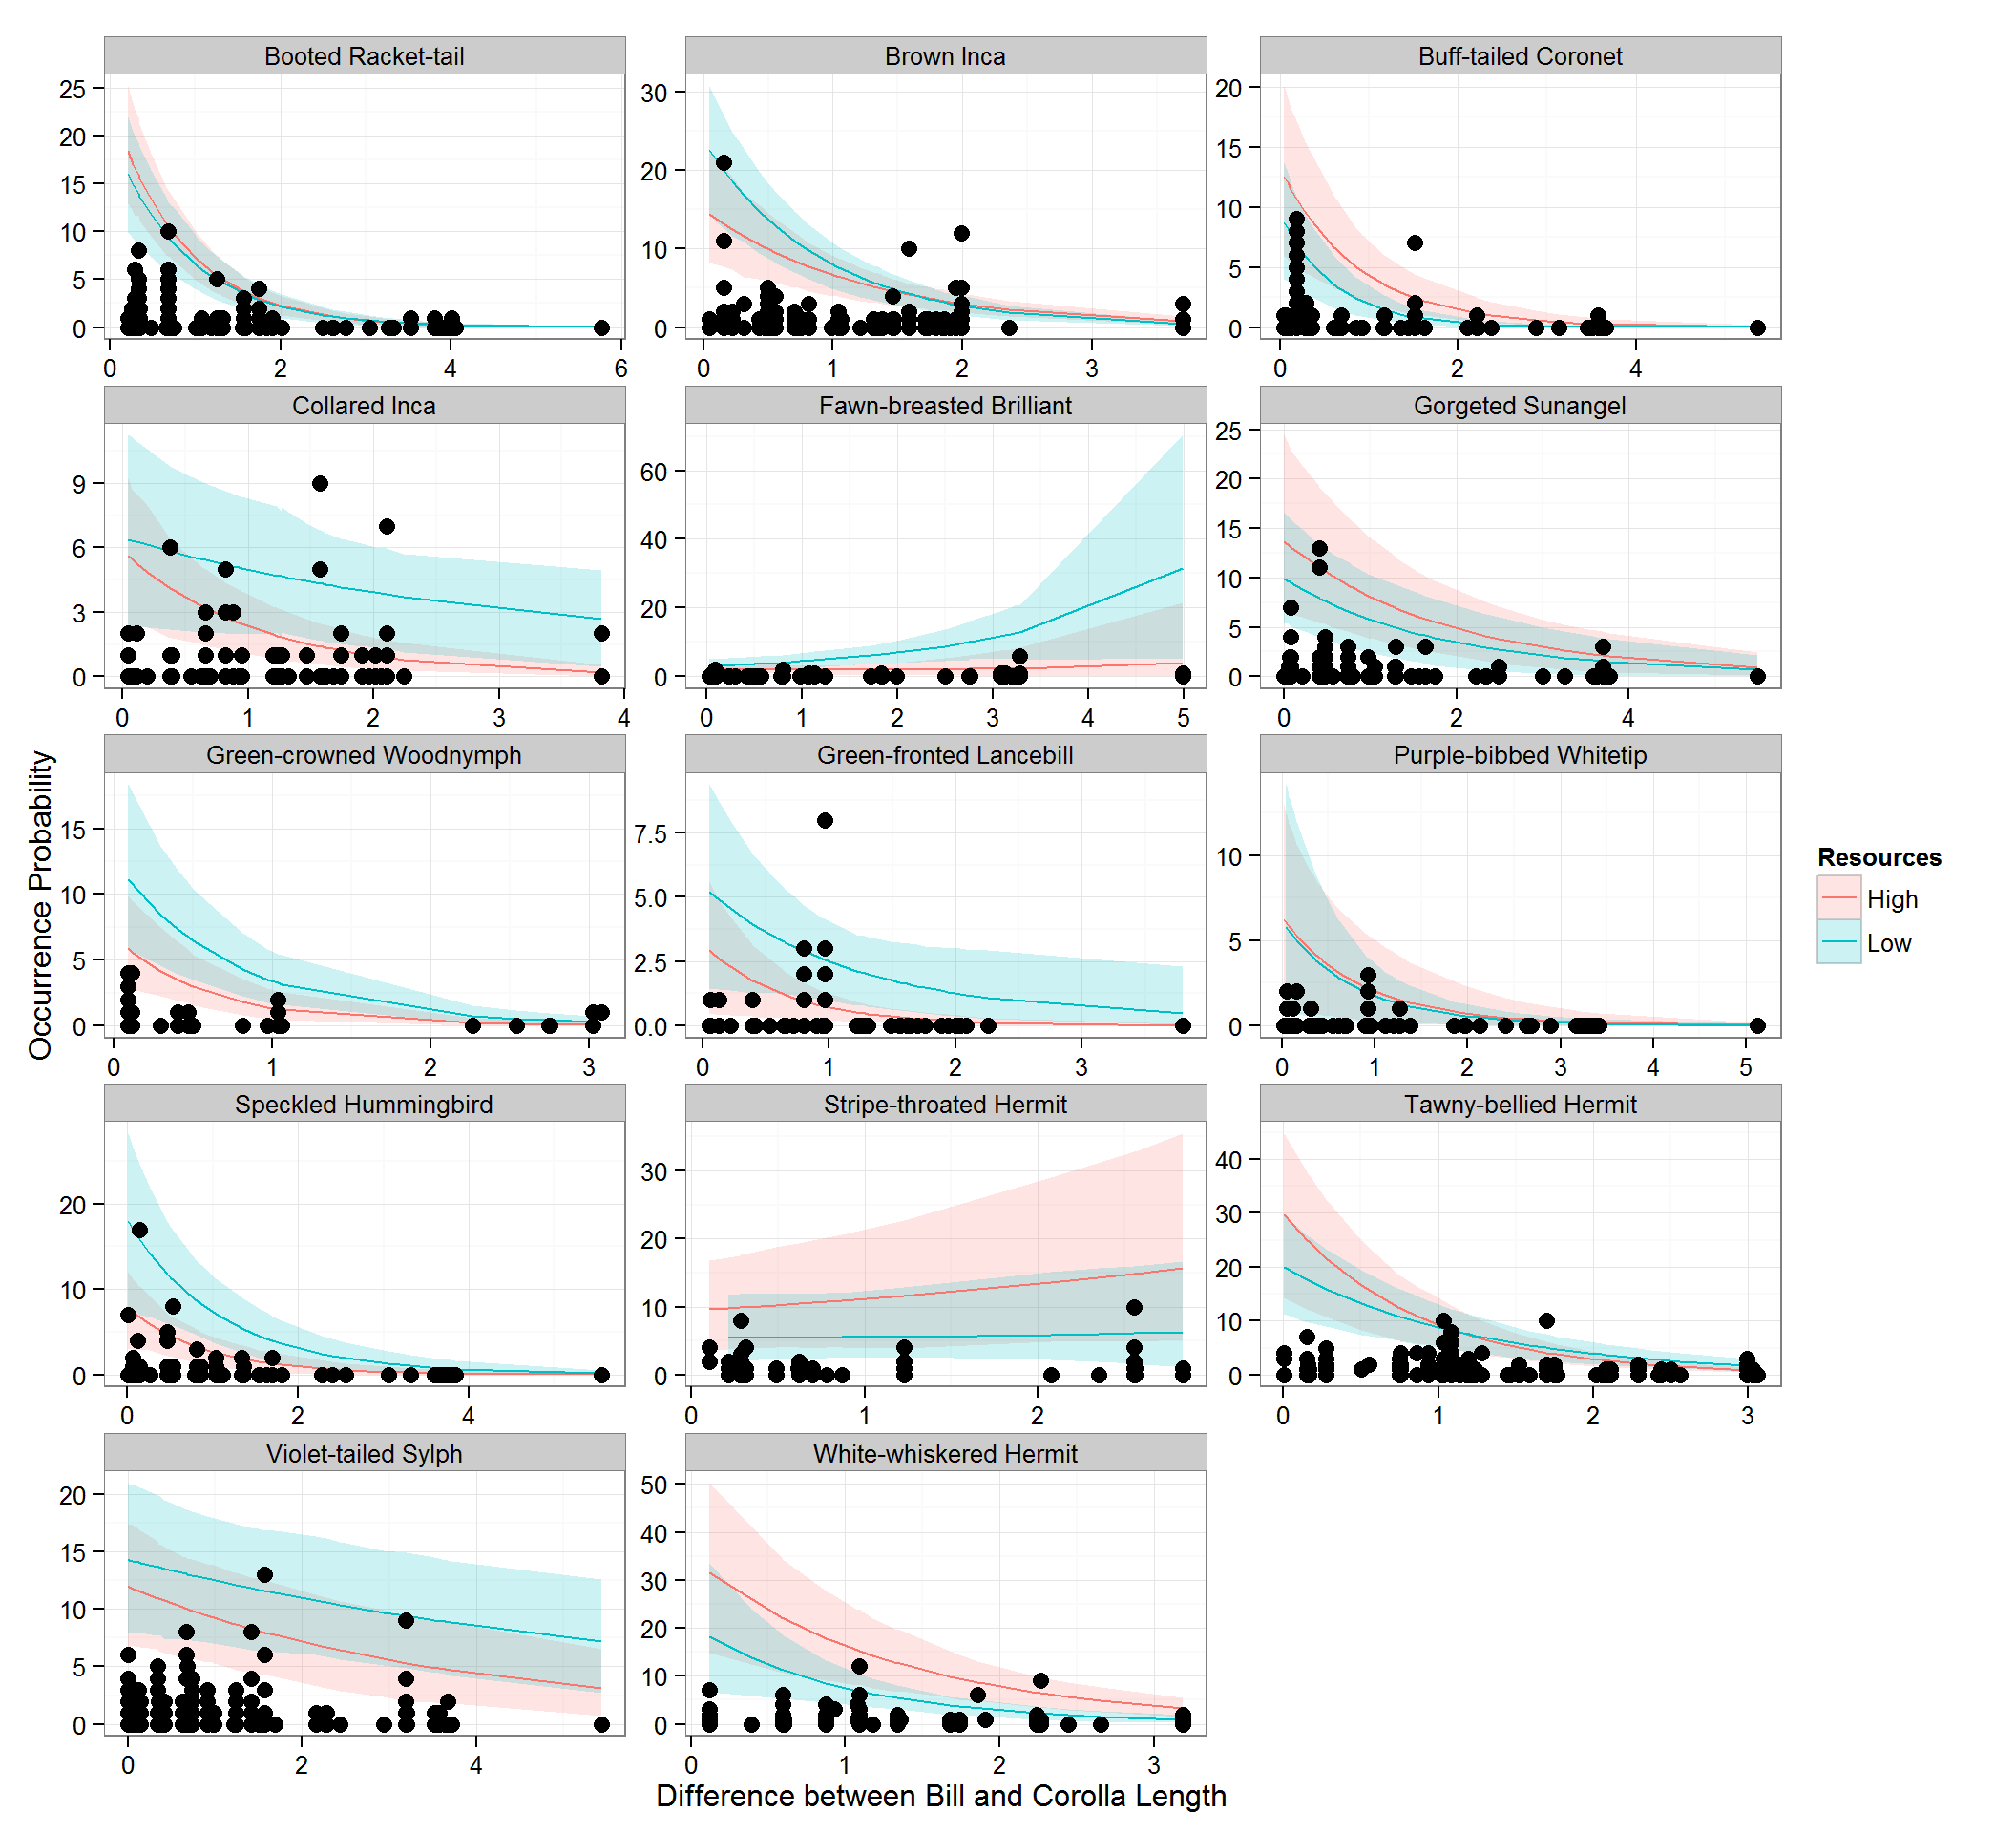 Booted Racket-tail
Brown Inca
Buff-tailed Coronet
25
20
15
10
5
0
0 2 4 6
30
20
10
0
0 1 2 3
20
15
10
5
0
0 2 4
Collared Inca
Fawn-breasted Brilliant
Gorgeted Sunangel
9
6
3
0
0 1 2 3 4
60
40
20
0
0 1 2 3 4 5
25
20
15
10
5
0
0 2 4
Green-crowned Woodnymph
Green-fronted Lancebill
Purple-bibbed Whitetip
15
10
5
0
0 1 2 3
7.5
5.0
2.5
0.0
0 1 2 3
10
5
0
0 1 2 3 4 5
Speckled Hummingbird
Stripe-throated Hermit
Tawny-bellied Hermit
20
10
0
0 2 4
30
20
10
0
0 1 2
40
30
20
10
0
0 1 2 3
Violet-tailed Sylph
White-whiskered Hermit
20
15
10
5
0
0 2 4
50
40
30
20
10
0
0 1 2 3
Occurrence Probability
Difference between Bill and Corolla Length
Resources
High
Low